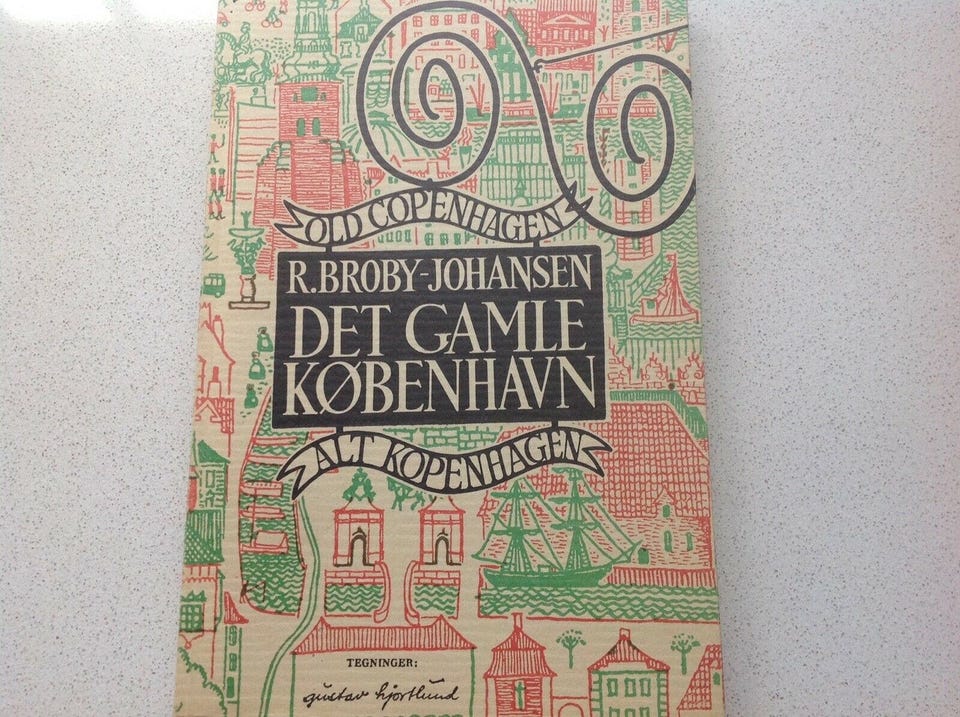 OLD COPENHAGEN
R. BROBY-JOHANSEN
DET GAMLE
KØBENHAVN
ALT KOPENHAGEN
TEGNINGER:
gustav hjortlund